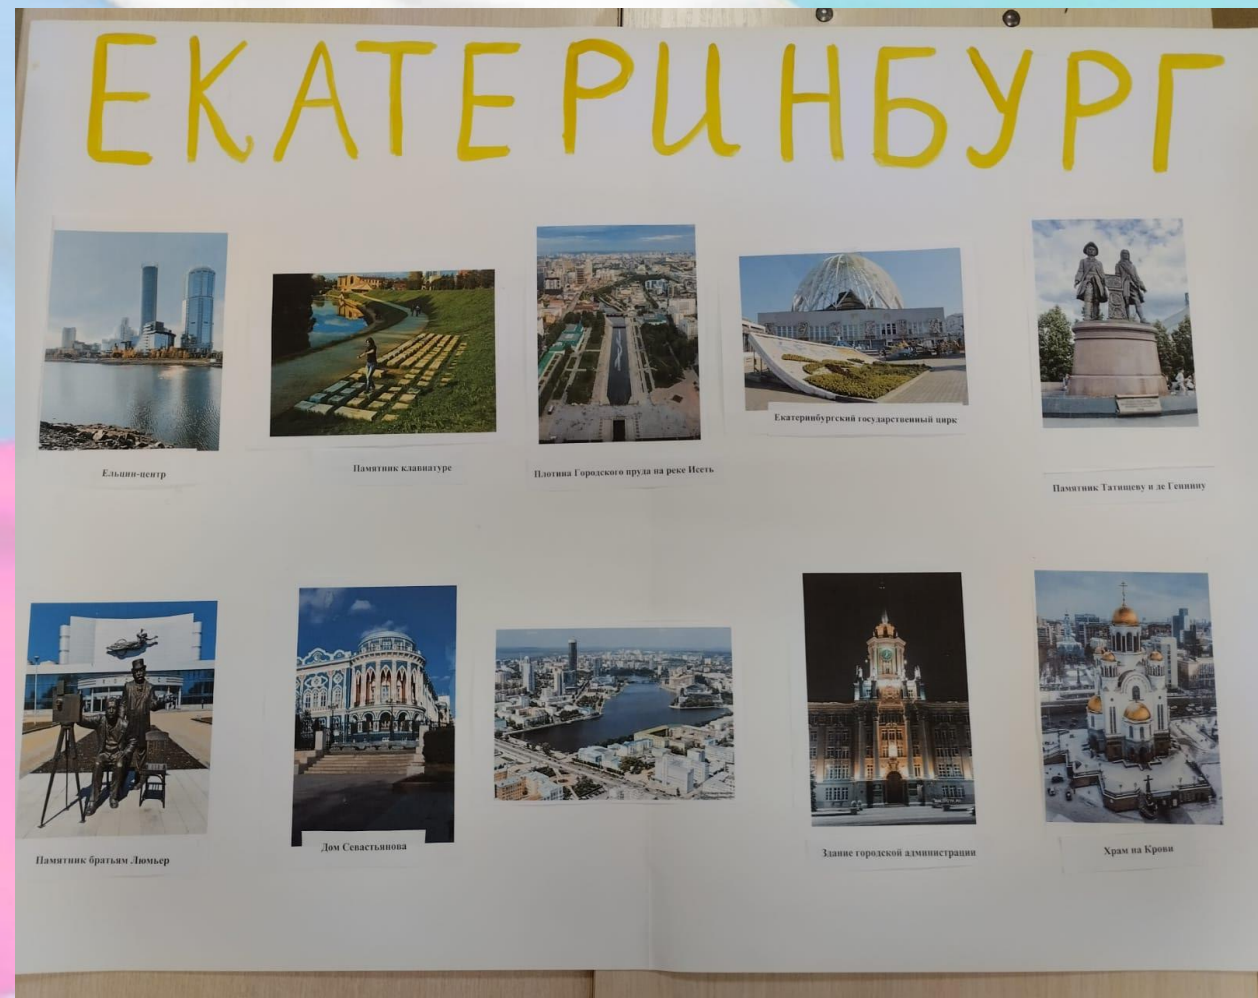 ЕКАТЕРИНБУРГ
Ельцин-центр
Памятник клавиатуре
Плотина Городского пруда на реке Исеть
Екатеринбургский государственный цирк
Памятник Татищеву и де Геннину
Памятник братьям Люмьер
Дом Севастьянова
Здание городской администрации
Храм на Крови